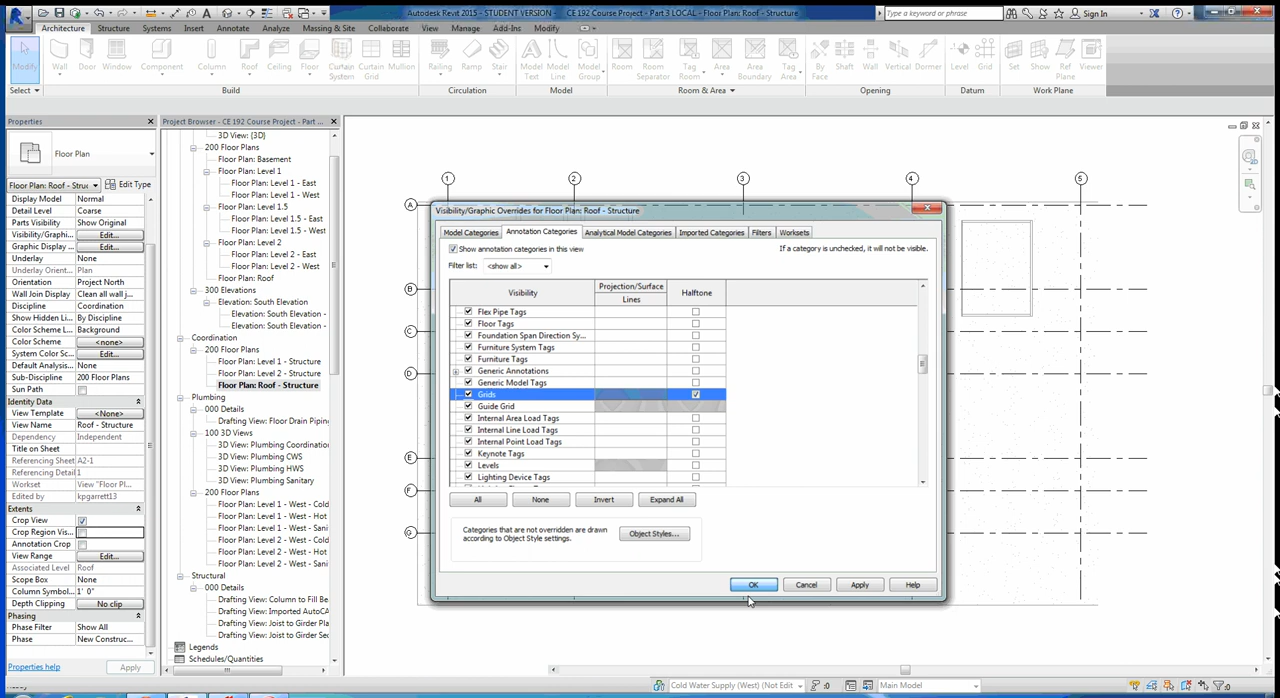 Autodesk Revit 2015 - STUDENT VERSION - CE 192 Course Project - Part 3 LOCAL - Floor Plan: Roof - Structure
Type a keyword or phrase
Sign In
Architecture Structure Systems Insert Annotate Analyze Massing & Site Collaborate View Manage Add-Ins Modify
Modify Wall Door Window Component Column Roof Ceiling Floor Curtain System Curtain Grid Mullion Railing Ramp Stair Model Text Model Line Model Group Room Room Separator Tag Room Area Area Boundary Tag Area By Face Shaft Wall Vertical Dormer Level Grid Set Show Ref Plane Viewer
Select Build Circulation Model Room & Area Opening Datum Work Plane
Properties
Floor Plan
Floor Plan: Roof - Struc Edit Type
Display Model Normal
Detail Level Coarse
Parts Visibility Show Original
Visibility/Graphi... Edit...
Graphic Display ... Edit...
Underlay None
Underlay Orien... Plan
Orientation Project North
Wall Join Display Clean all wall j...
Discipline Coordination
Show Hidden Li... By Discipline
Color Scheme L... Background
Color Scheme <none>
System Color Sc... Edit...
Default Analysis... None
Sub-Discipline 200 Floor Plans
Sun Path
Identity Data
View Template <None>
View Name Roof - Structure
Dependency Independent
Title on Sheet
Referencing Sheet A2-1
Referencing Detail 1
Workset View "Floor Pl...
Edited by kpgarrett13
Extents
Crop View
Crop Region Vis...
Annotation Crop
View Range Edit...
Associated Level Roof
Scope Box None
Column Symbol... 1' 0"
Depth Clipping No clip
Phasing
Phase Filter Show All
Phase New Construc...
Properties help Apply
Project Browser - CE 192 Course Project - Part ...
3D View: {3D}
200 Floor Plans
Floor Plan: Basement
Floor Plan: Level 1
Floor Plan: Level 1 - East
Floor Plan: Level 1 - West
Floor Plan: Level 1.5
Floor Plan: Level 1.5 - East
Floor Plan: Level 1.5 - West
Floor Plan: Level 2
Floor Plan: Level 2 - East
Floor Plan: Level 2 - West
Floor Plan: Roof
300 Elevations
Elevation: South Elevation
Elevation: South Elevation -
Elevation: South Elevation -
Coordination
200 Floor Plans
Floor Plan: Level 1 - Structure
Floor Plan: Level 2 - Structure
Floor Plan: Roof - Structure
Plumbing
000 Details
Drafting View: Floor Drain Piping
100 3D Views
3D View: Plumbing Coordination
3D View: Plumbing CWS
3D View: Plumbing HWS
3D View: Plumbing Sanitary
200 Floor Plans
Floor Plan: Level 1 - West - Cold
Floor Plan: Level 1 - West - Hot
Floor Plan: Level 1 - West - Sani
Floor Plan: Level 2 - West - Cold
Floor Plan: Level 2 - West - Hot
Floor Plan: Level 2 - West - Sani
Structural
000 Details
Drafting View: Column to Fill Be
Drafting View: Imported AutoCA
Drafting View: Joist to Girder Pla
Drafting View: Joist to Girder Sec
Legends
Schedules/Quantities
1 2 3 4 5
A
B
C
D
E
F
G
Visibility/Graphic Overrides for Floor Plan: Roof - Structure
Model Categories Annotation Categories Analytical Model Categories Imported Categories Filters Worksets
Show annotation categories in this view
If a category is unchecked, it will not be visible.
Filter list: <show all>
Visibility Projection/Surface Halftone
Lines
Flex Pipe Tags
Floor Tags
Foundation Span Direction Sy...
Furniture System Tags
Furniture Tags
Generic Annotations
Generic Model Tags
Grids
Guide Grid
Internal Area Load Tags
Internal Line Load Tags
Internal Point Load Tags
Keynote Tags
Levels
Lighting Device Tags
All None Invert Expand All
Categories that are not overridden are drawn
according to Object Style settings.
Object Styles...
OK Cancel Apply Help
Cold Water Supply (West) (Not Edit :0 Main Model :0